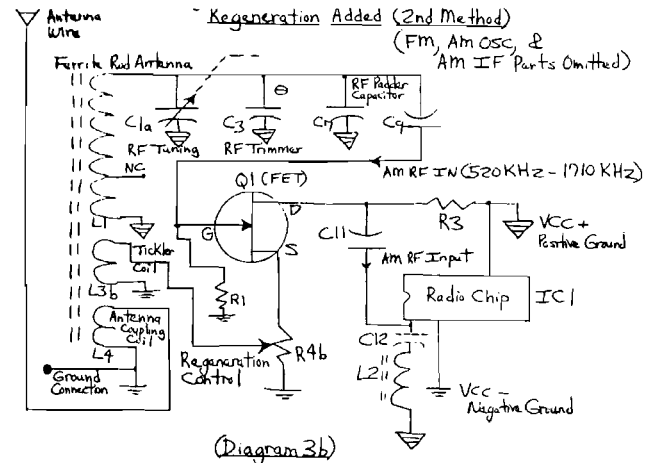 Regeneration Added (2nd Method)
(FM, Am OSC, &
Am IF Parts Omitted)
Antenna
Wire
Ferrite Rod Antenna
RF Padder
Capacitor
C1a
C3
Cn
C9
RF Tuning
RF Trimmer
NC
Am RF IN (520 KHz - 1710 KHz)
Q1 (FET)
D
G
S
L1
C11
R3
VCC +
Positive Ground
Am RF Input
Tickler
Coil
L3b
R1
Radio Chip
IC1
Antenna
Coupling
Coil
L4
Regeneration
Control
R4b
C12
L2
Ground
Connection
VCC -
Negative Ground
(Diagram 3b)